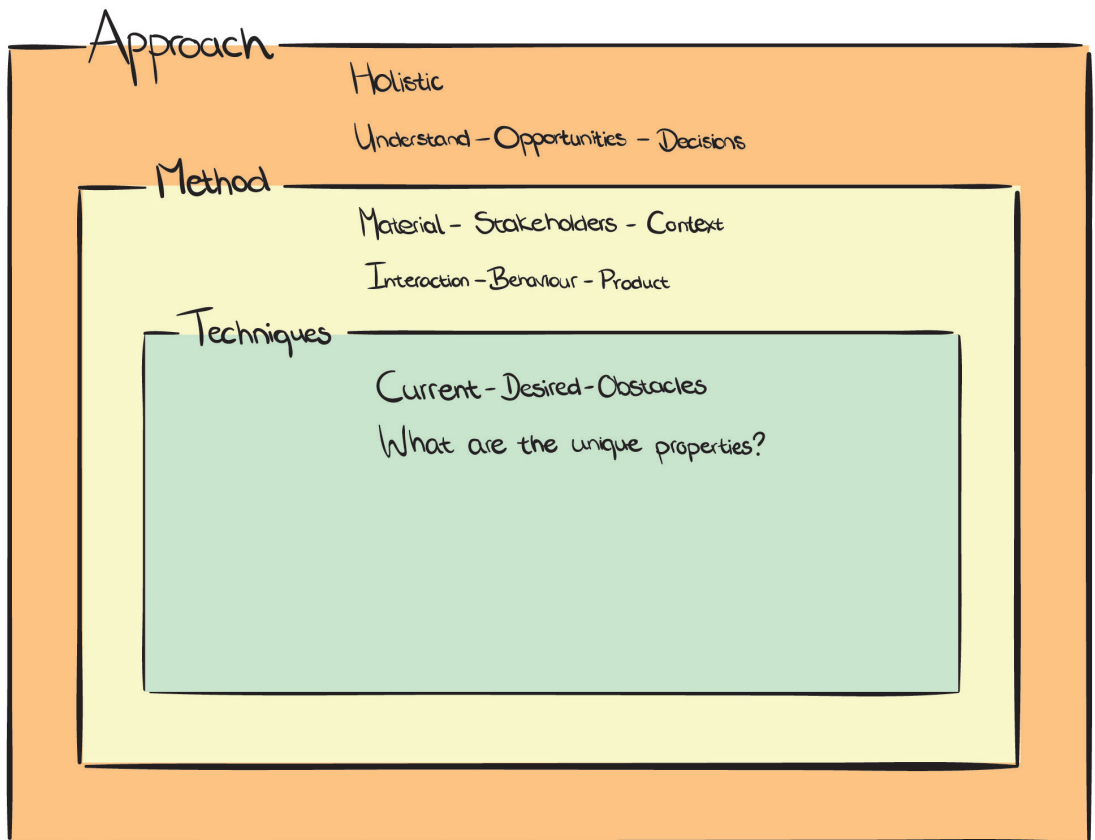 Approach
Holistic
Understand - Opportunities - Decisions
Method
Material - Stakeholders - Context
Interaction - Behaviour - Product
Techniques
Current - Desired - Obstacles
What are the unique properties?